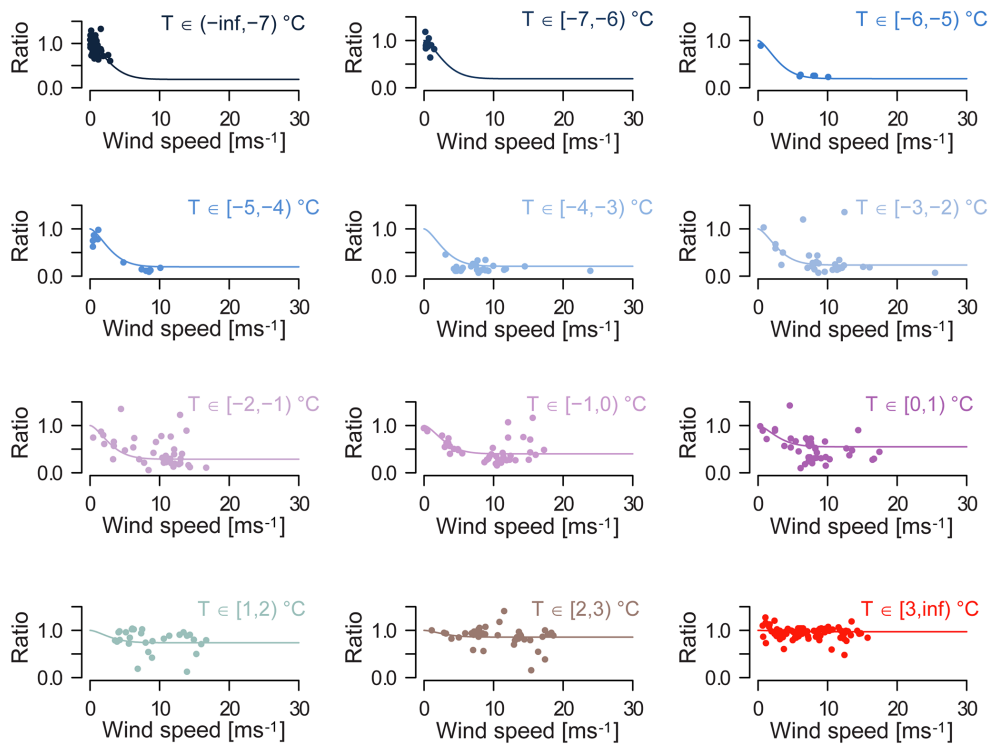 T ∈ (−inf,−7) °C
Ratio
1.0
0.0
0 10 20 30
Wind speed [ms⁻¹]
T ∈ [−7,−6) °C
Ratio
1.0
0.0
0 10 20 30
Wind speed [ms⁻¹]
T ∈ [−6,−5) °C
Ratio
1.0
0.0
0 10 20 30
Wind speed [ms⁻¹]
T ∈ [−5,−4) °C
Ratio
1.0
0.0
0 10 20 30
Wind speed [ms⁻¹]
T ∈ [−4,−3) °C
Ratio
1.0
0.0
0 10 20 30
Wind speed [ms⁻¹]
T ∈ [−3,−2) °C
Ratio
1.0
0.0
0 10 20 30
Wind speed [ms⁻¹]
T ∈ [−2,−1) °C
Ratio
1.0
0.0
0 10 20 30
Wind speed [ms⁻¹]
T ∈ [−1,0) °C
Ratio
1.0
0.0
0 10 20 30
Wind speed [ms⁻¹]
T ∈ [0,1) °C
Ratio
1.0
0.0
0 10 20 30
Wind speed [ms⁻¹]
T ∈ [1,2) °C
Ratio
1.0
0.0
0 10 20 30
Wind speed [ms⁻¹]
T ∈ [2,3) °C
Ratio
1.0
0.0
0 10 20 30
Wind speed [ms⁻¹]
T ∈ [3,inf) °C
Ratio
1.0
0.0
0 10 20 30
Wind speed [ms⁻¹]